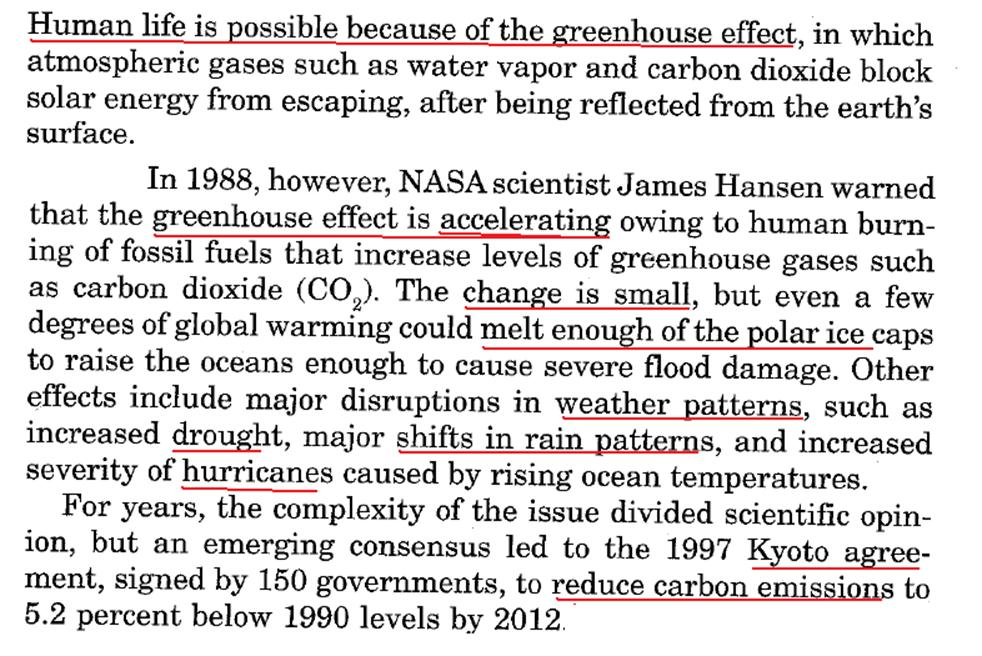 Human life is possible because of the greenhouse effect, in which
atmospheric gases such as water vapor and carbon dioxide block
solar energy from escaping, after being reflected from the earth's
surface.
In 1988, however, NASA scientist James Hansen warned
that the greenhouse effect is accelerating owing to human burn-
ing of fossil fuels that increase levels of greenhouse gases such
as carbon dioxide (CO₂). The change is small, but even a few
degrees of global warming could melt enough of the polar ice caps
to raise the oceans enough to cause severe flood damage. Other
effects include major disruptions in weather patterns, such as
increased drought, major shifts in rain patterns, and increased
severity of hurricanes caused by rising ocean temperatures.
For years, the complexity of the issue divided scientific opin-
ion, but an emerging consensus led to the 1997 Kyoto agree-
ment, signed by 150 governments, to reduce carbon emissions to
5.2 percent below 1990 levels by 2012.